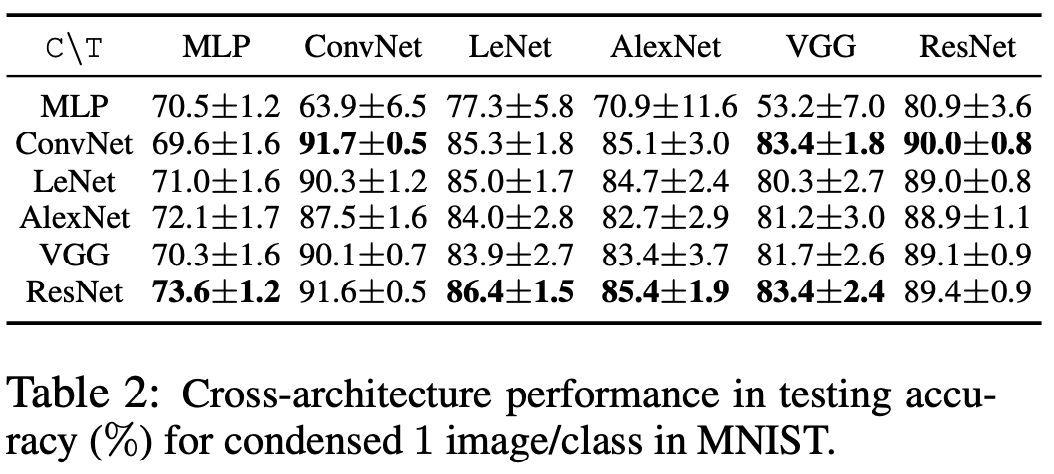 C\T MLP ConvNet LeNet AlexNet VGG ResNet
MLP 70.5±1.2 63.9±6.5 77.3±5.8 70.9±11.6 53.2±7.0 80.9±3.6
ConvNet 69.6±1.6 91.7±0.5 85.3±1.8 85.1±3.0 83.4±1.8 90.0±0.8
LeNet 71.0±1.6 90.3±1.2 85.0±1.7 84.7±2.4 80.3±2.7 89.0±0.8
AlexNet 72.1±1.7 87.5±1.6 84.0±2.8 82.7±2.9 81.2±3.0 88.9±1.1
VGG 70.3±1.6 90.1±0.7 83.9±2.7 83.4±3.7 81.7±2.6 89.1±0.9
ResNet 73.6±1.2 91.6±0.5 86.4±1.5 85.4±1.9 83.4±2.4 89.4±0.9
Table 2: Cross-architecture performance in testing accu-
racy (%) for condensed 1 image/class in MNIST.